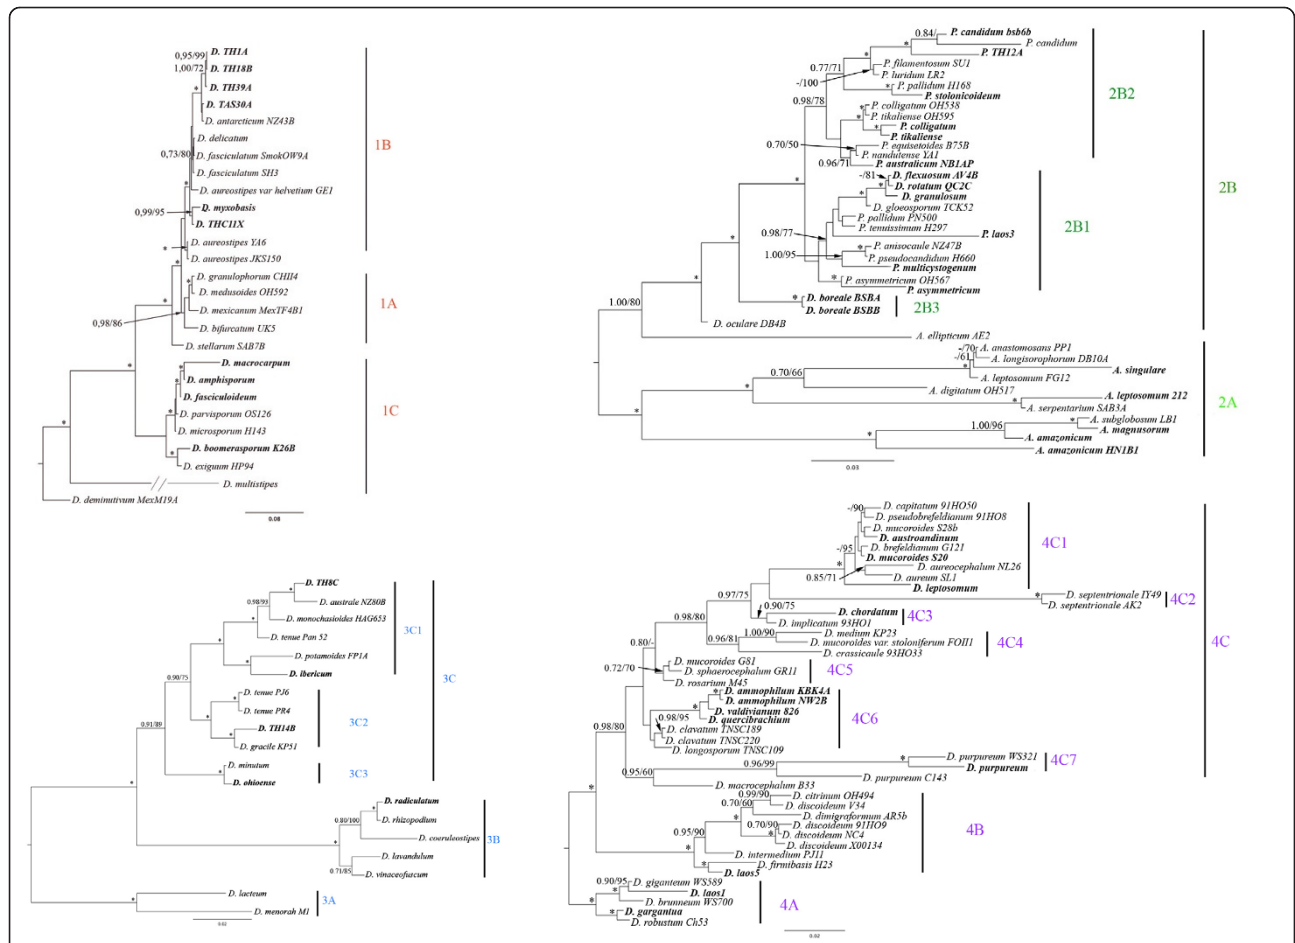 0,95/99
D. TH1A
1,00/72
D. TH18B
*
D. TH39A
D. TAS30A
D. antarcticum NZ43B
D. delicatum
0,73/80
D. fasciculatum SmokOW9A
D. fasciculatum SH3
D. aureostipes var helvetium GE1
0,99/95
D. myxobasis
D. THC11X
*
D. aureostipes YA6
*
D. aureostipes JKS150
1B
D. granulophorum CHII4
*
D. medusoides OH592
D. mexicanum MexTF4B1
0,98/86
D. bifurcatum UK5
D. stellarum SAB7B
1A
*
*
D. macrocarpum
*
D. amphisporum
*
D. fasciculoideum
*
D. parvisporum OS126
*
D. microsporum H143
D. boomerasporum K26B
*
D. exiguum HP94
1C
D. multistipes
D. deminutivum MexM19A
0.08
0.84/
P. candidum bsb6b
*
P. candidum
*
*
P. TH12A
0.77/71
P. filamentosum SU1
P. luridum LR2
-/100
P. pallidum H168
*
P. stolonicoideum
0.98/78
P. colligatum OH538
P. tikaliense OH595
*
P. colligatum
*
P. tikaliense
0.70/50
P. equisetoides B75B
P. nandutense YA1
0.96/71
P. australicum NB1AP
2B2
-/81
D. flexuosum AV4B
D. rotatum QC2C
*
D. granulosum
D. gloeosporum TCK52
P. pallidum PN500
P. tenuissimum H297
0.98/77
P. laos3
P. anisocaule NZ47B
*
1.00/95
P. pseudocandidum H660
P. multicystogenum
P. asymmetricum OH567
*
P. asymmetricum
2B1
*
*
D. boreale BSBA
*
D. boreale BSBB
2B3
1.00/80
D. oculare DB4B
2B
A. ellipticum AE2
-/70
A. anastomosans PP1
-/61
A. longisorophorum DB10A
*
A. singulare
0.70/66
A. leptosomum FG12
A. digitatum OH517
*
A. leptosomum 212
*
A. serpentarium SAB3A
*
*
A. subglobosum LB1
1.00/96
A. magnusorum
*
A. amazonicum
A. amazonicum HN1B1
2A
0.03
D. TH8C
0.98/93
D. australe NZ80B
*
D. monochasioides HAG653
*
D. tenue Pan 52
*
D. potamoides FP1A
*
D. ibericum
3C1
0.90/75
D. tenue PJ6
*
D. tenue PR4
*
D. TH14B
*
D. gracile KP51
3C2
0.91/89
D. minutum
*
D. ohioense
3C3
3C
*
D. radiculatum
*
D. rhizopodium
0.80/100
D. coeruleostipes
*
D. lavandulum
0.71/85
D. vinaceofuscum
3B
D. lacteum
*
D. menorah M1
3A
0.02
D. capitatum 91HO50
-/90
D. pseudobrefeldianum 91HO8
D. mucoroides S28b
D. austroandinum
-/95
D. brefeldianum G121
D. mucoroides S20
D. aureocephalum NL26
0.85/71
D. aureum SL1
D. leptosomum
4C1
D. septentrionale IY49
*
D. septentrionale AK2
4C2
0.97/75
0.90/75
D. chordatum
D. implicatum 93HO1
4C3
0.98/80
1.00/90
D. medium KP23
D. mucoroides var. stoloniferum FOII1
0.96/81
D. crassicaule 93HO33
4C4
0.80/-
0.72/70
D. mucoroides G81
D. sphaerocephalum GR11
D. rosarium M45
4C5
*
D. ammophilum KBK4A
*
D. ammophilum NW2B
*
D. valdivianum 826
D. quercibrachium
0.98/95
D. clavatum TNSC189
D. clavatum TNSC220
D. longosporum TNSC109
4C6
0.98/80
D. purpureum WS321
*
D. purpureum
0.96/99
D. purpureum C143
4C7
0.95/60
D. macrocephalum B33
4C
*
0.99/90
D. citrinum OH494
0.70/60
D. discoideum V34
D. dimigraformum AR5b
0.70/90
D. discoideum 91HO9
*
D. discoideum NC4
D. discoideum X00134
0.95/90
D. intermedium PJ11
*
D. firmibasis H23
*
D. laos5
4B
0.90/95
D. giganteum WS589
*
D. laos1
D. brunneum WS700
*
D. gargantua
*
D. robustum Ch53
4A
0.02